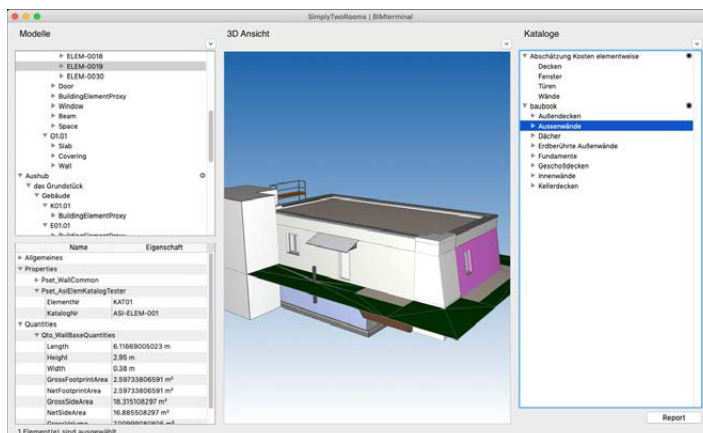 SimplyTwoRooms | BIMterminal
Modelle
ELEM-0018
ELEM-0019
ELEM-0030
Door
BuildingElementProxy
Window
Beam
Space
O1.01
Slab
Covering
Wall
Aushub
das Grundstück
Gebäude
K01.01
BuildingElementProxy
E01.01
BuildingElementProxy
Name Eigenschaft
Allgemeines
Properties
Pset_WallCommon
Pset_AsiElemKatalogTester
ElementNr KAT01
KatalogNr ASI-ELEM-001
Quantities
Qto_WallBaseQuantities
Length 6.11669005023 m
Height 2.95 m
Width 0.38 m
GrossFootprintArea 2.59733806591 m²
NetFootprintArea 2.59733806591 m²
GrossSideArea 18.315108297 m²
NetSideArea 16.885508297 m²
GrossVolume
1 Element(e) sind ausgewählt
3D Ansicht
Kataloge
Abschätzung Kosten elementweise
Decken
Fenster
Türen
Wände
baubook
Außendecken
Aussenwände
Dächer
Erdberührte Außenwände
Fundamente
Geschoßdecken
Innenwände
Kellerdecken
Report